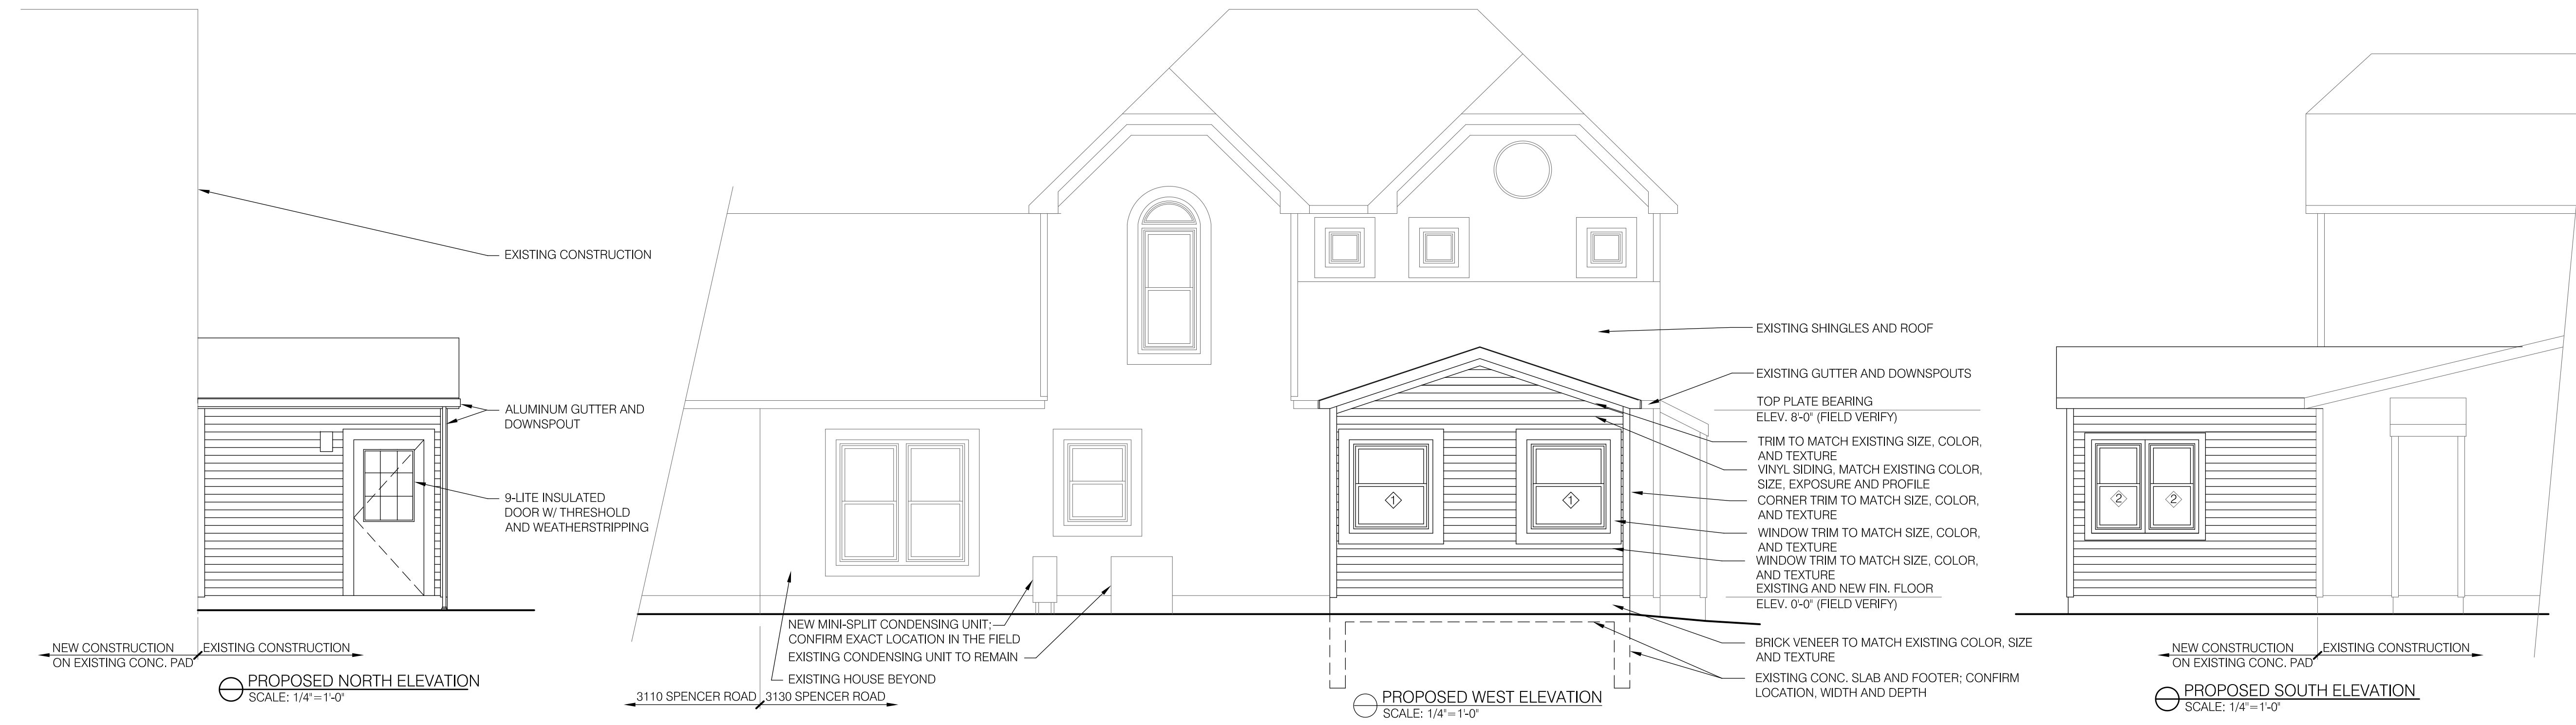 EXISTING CONSTRUCTION
ALUMINUM GUTTER AND
DOWNSPOUT
9-LITE INSULATED
DOOR W/ THRESHOLD
AND WEATHERSTRIPPING
NEW CONSTRUCTION
ON EXISTING CONC. PAD
EXISTING CONSTRUCTION
PROPOSED NORTH ELEVATION
SCALE: 1/4"=1'-0"
1
1
NEW MINI-SPLIT CONDENSING UNIT;
CONFIRM EXACT LOCATION IN THE FIELD
EXISTING CONDENSING UNIT TO REMAIN
EXISTING HOUSE BEYOND
3110 SPENCER ROAD
3130 SPENCER ROAD
EXISTING SHINGLES AND ROOF
EXISTING GUTTER AND DOWNSPOUTS
TOP PLATE BEARING
ELEV. 8'-0" (FIELD VERIFY)
TRIM TO MATCH EXISTING SIZE, COLOR,
AND TEXTURE
VINYL SIDING, MATCH EXISTING COLOR,
SIZE, EXPOSURE AND PROFILE
CORNER TRIM TO MATCH SIZE, COLOR,
AND TEXTURE
WINDOW TRIM TO MATCH SIZE, COLOR,
AND TEXTURE
WINDOW TRIM TO MATCH SIZE, COLOR,
AND TEXTURE
EXISTING AND NEW FIN. FLOOR
ELEV. 0'-0" (FIELD VERIFY)
BRICK VENEER TO MATCH EXISTING COLOR, SIZE
AND TEXTURE
EXISTING CONC. SLAB AND FOOTER; CONFIRM
LOCATION, WIDTH AND DEPTH
PROPOSED WEST ELEVATION
SCALE: 1/4"=1'-0"
2
2
NEW CONSTRUCTION
ON EXISTING CONC. PAD
EXISTING CONSTRUCTION
PROPOSED SOUTH ELEVATION
SCALE: 1/4"=1'-0"